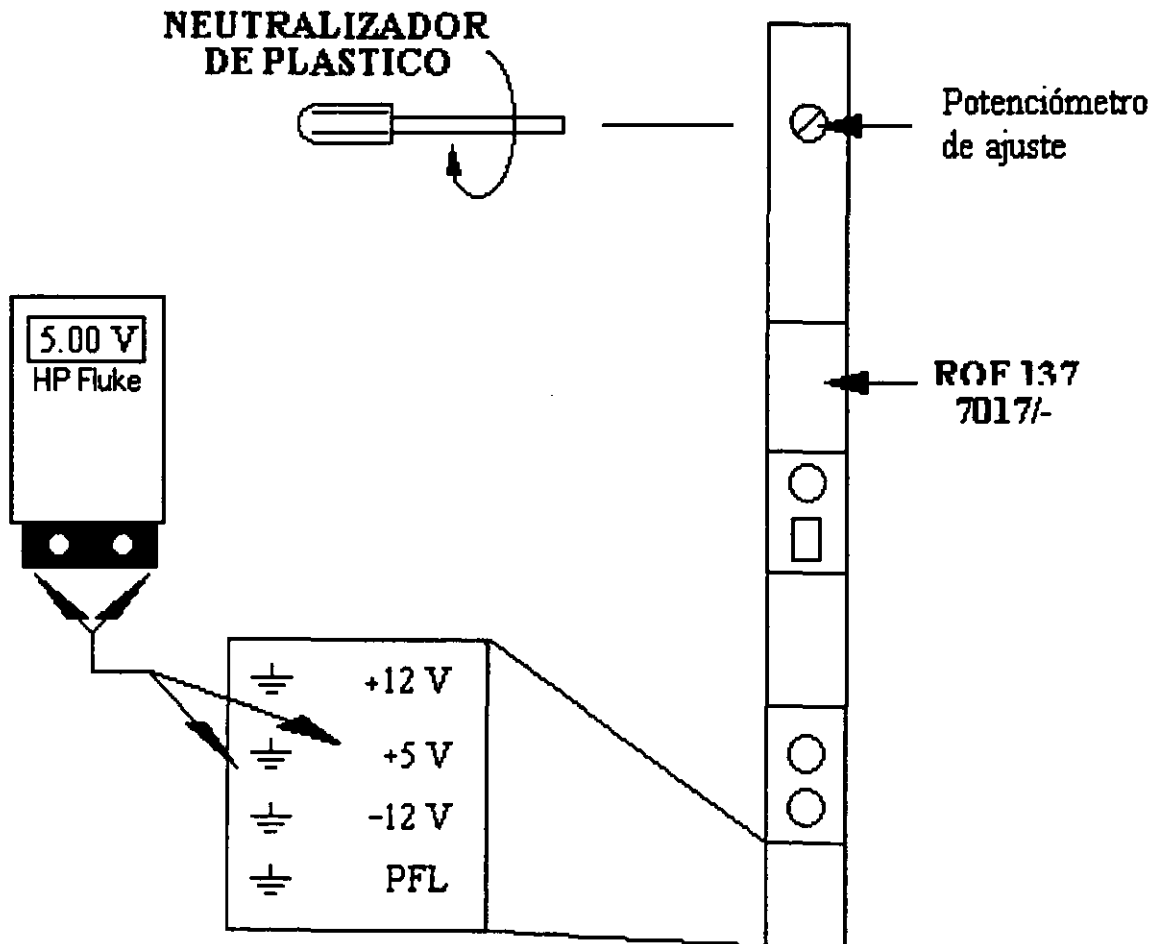 NEUTRALIZADOR
DE PLASTICO
Potenciómetro
de ajuste
5.00 V
HP Fluke
ROF 137
7017/-
+12 V
+5 V
-12 V
PFL